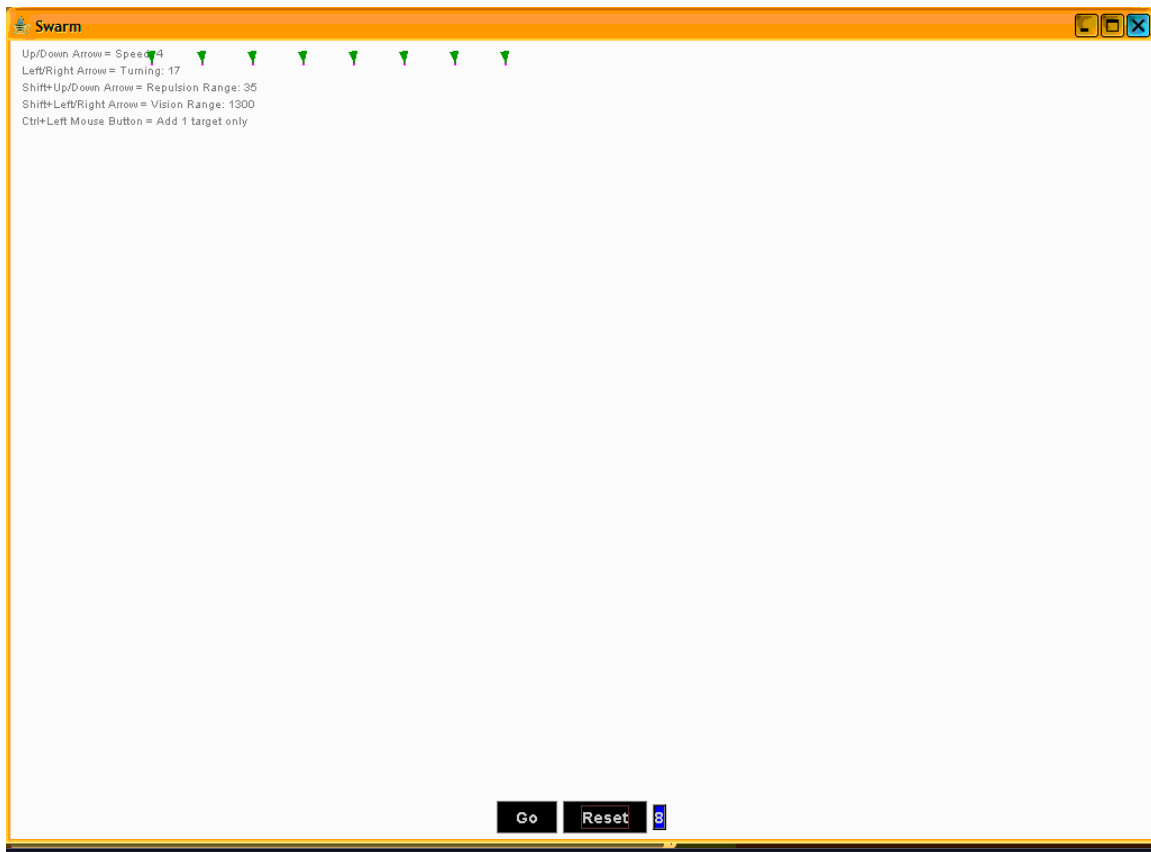 Swarm
Up/Down Arrow = Speed: 4
Left/Right Arrow = Turning: 17
Shift+Up/Down Arrow = Repulsion Range: 35
Shift+Left/Right Arrow = Vision Range: 1300
Ctrl+Left Mouse Button = Add 1 target only
Go Reset 8